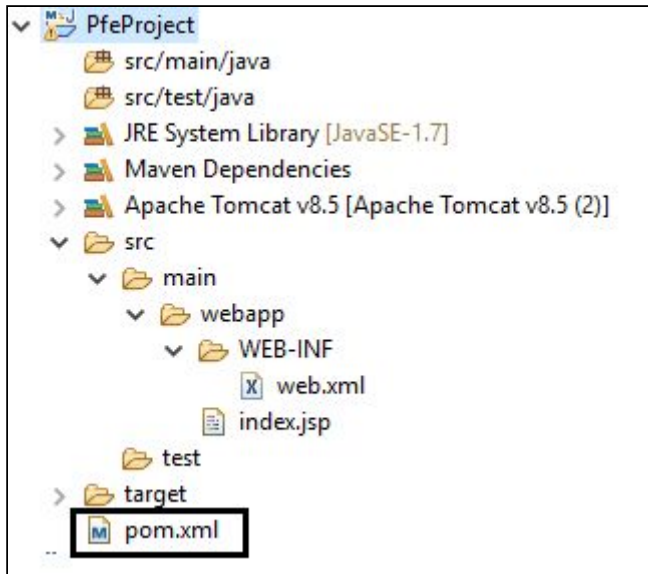 PfeProject
src/main/java
src/test/java
JRE System Library [JavaSE-1.7]
Maven Dependencies
Apache Tomcat v8.5 [Apache Tomcat v8.5 (2)]
src
main
webapp
WEB-INF
web.xml
index.jsp
test
target
pom.xml